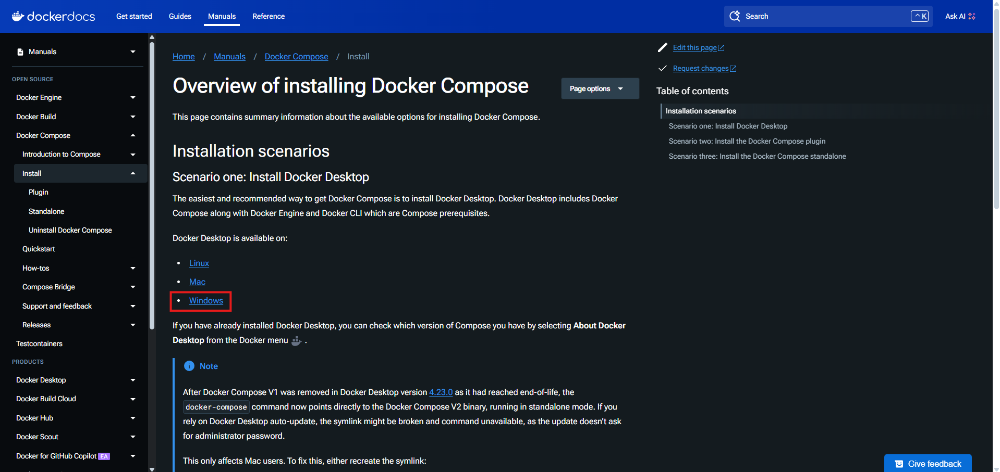 dockerdocs
Get started
Guides
Manuals
Reference
Search
^ K
Ask AI
Manuals
OPEN SOURCE
Docker Engine
Docker Build
Docker Compose
Introduction to Compose
Install
Plugin
Standalone
Uninstall Docker Compose
Quickstart
How-tos
Compose Bridge
Support and feedback
Releases
Testcontainers
PRODUCTS
Docker Desktop
Docker Build Cloud
Docker Hub
Docker Scout
Docker for GitHub Copilot EA
Home / Manuals / Docker Compose / Install
Overview of installing Docker Compose
Page options
This page contains summary information about the available options for installing Docker Compose.
Installation scenarios
Scenario one: Install Docker Desktop
The easiest and recommended way to get Docker Compose is to install Docker Desktop. Docker Desktop includes Docker
Compose along with Docker Engine and Docker CLI which are Compose prerequisites.
Docker Desktop is available on:
• Linux
• Mac
• Windows
If you have already installed Docker Desktop, you can check which version of Compose you have by selecting About Docker
Desktop from the Docker menu .
Note
After Docker Compose V1 was removed in Docker Desktop version 4.23.0 as it had reached end-of-life, the
docker-compose command now points directly to the Docker Compose V2 binary, running in standalone mode. If you
rely on Docker Desktop auto-update, the symlink might be broken and command unavailable, as the update doesn't ask
for administrator password.
This only affects Mac users. To fix this, either recreate the symlink:
Edit this page
Request changes
Table of contents
Installation scenarios
Scenario one: Install Docker Desktop
Scenario two: Install the Docker Compose plugin
Scenario three: Install the Docker Compose standalone
Give feedback